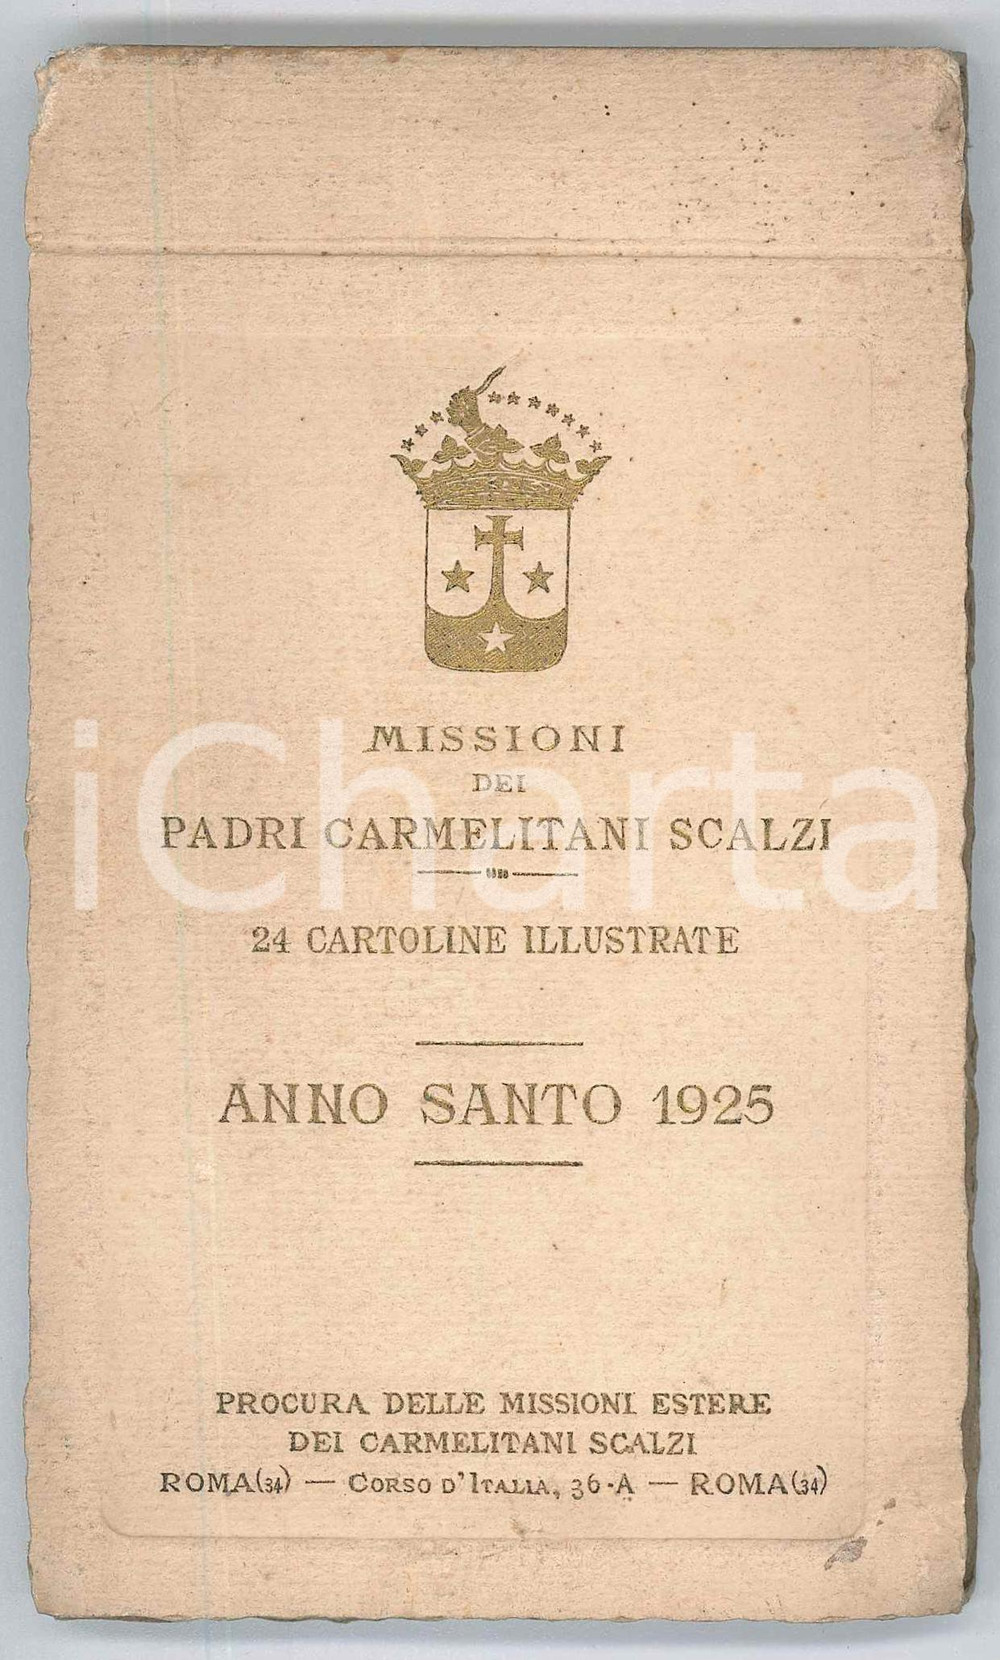 MISSIONI
DEI
PADRI CARMELITANI SCALZI
24 CARTOLINE ILLUSTRATE
ANNO SANTO 1925
PROCURA DELLE MISSIONI ESTERE
DEI CARMELITANI SCALZI
ROMA (34) — CORSO D'ITALIA, 36-A — ROMA (34)
iCharta